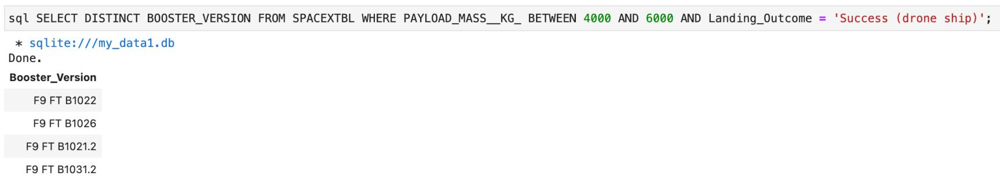 sql SELECT DISTINCT BOOSTER_VERSION FROM SPACEXTBL WHERE PAYLOAD_MASS__KG_ BETWEEN 4000 AND 6000 AND Landing_Outcome = 'Success (drone ship)';
* sqlite:///my_data1.db
Done.
Booster_Version
F9 FT B1022
F9 FT B1026
F9 FT B1021.2
F9 FT B1031.2